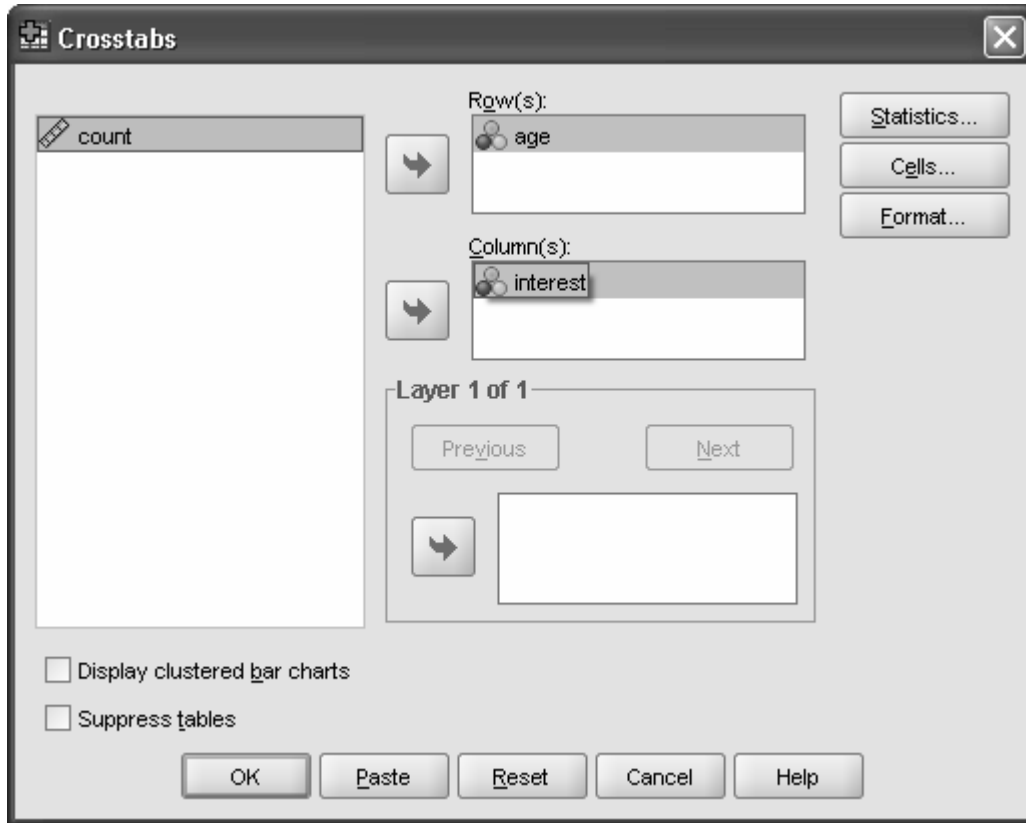 Crosstabs
count
Row(s):
age
Column(s):
interest
Statistics...
Cells...
Format...
Layer 1 of 1
Previous
Next
Display clustered bar charts
Suppress tables
OK
Paste
Reset
Cancel
Help